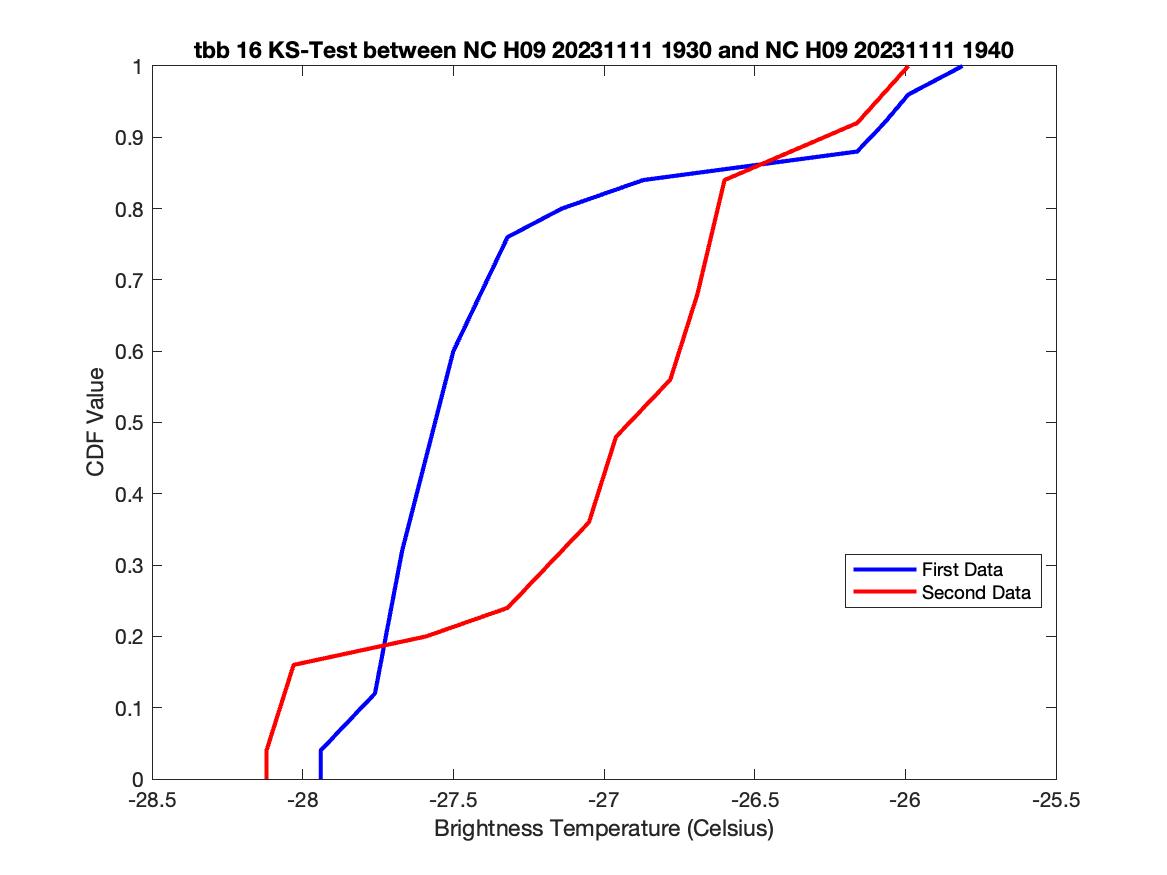 tbb 16 KS-Test between NC H09 20231111 1930 and NC H09 20231111 1940
1
0.9
0.8
0.7
0.6
0.5
0.4
0.3
0.2
0.1
0
CDF Value
First Data
Second Data
-28.5 -28 -27.5 -27 -26.5 -26 -25.5
Brightness Temperature (Celsius)